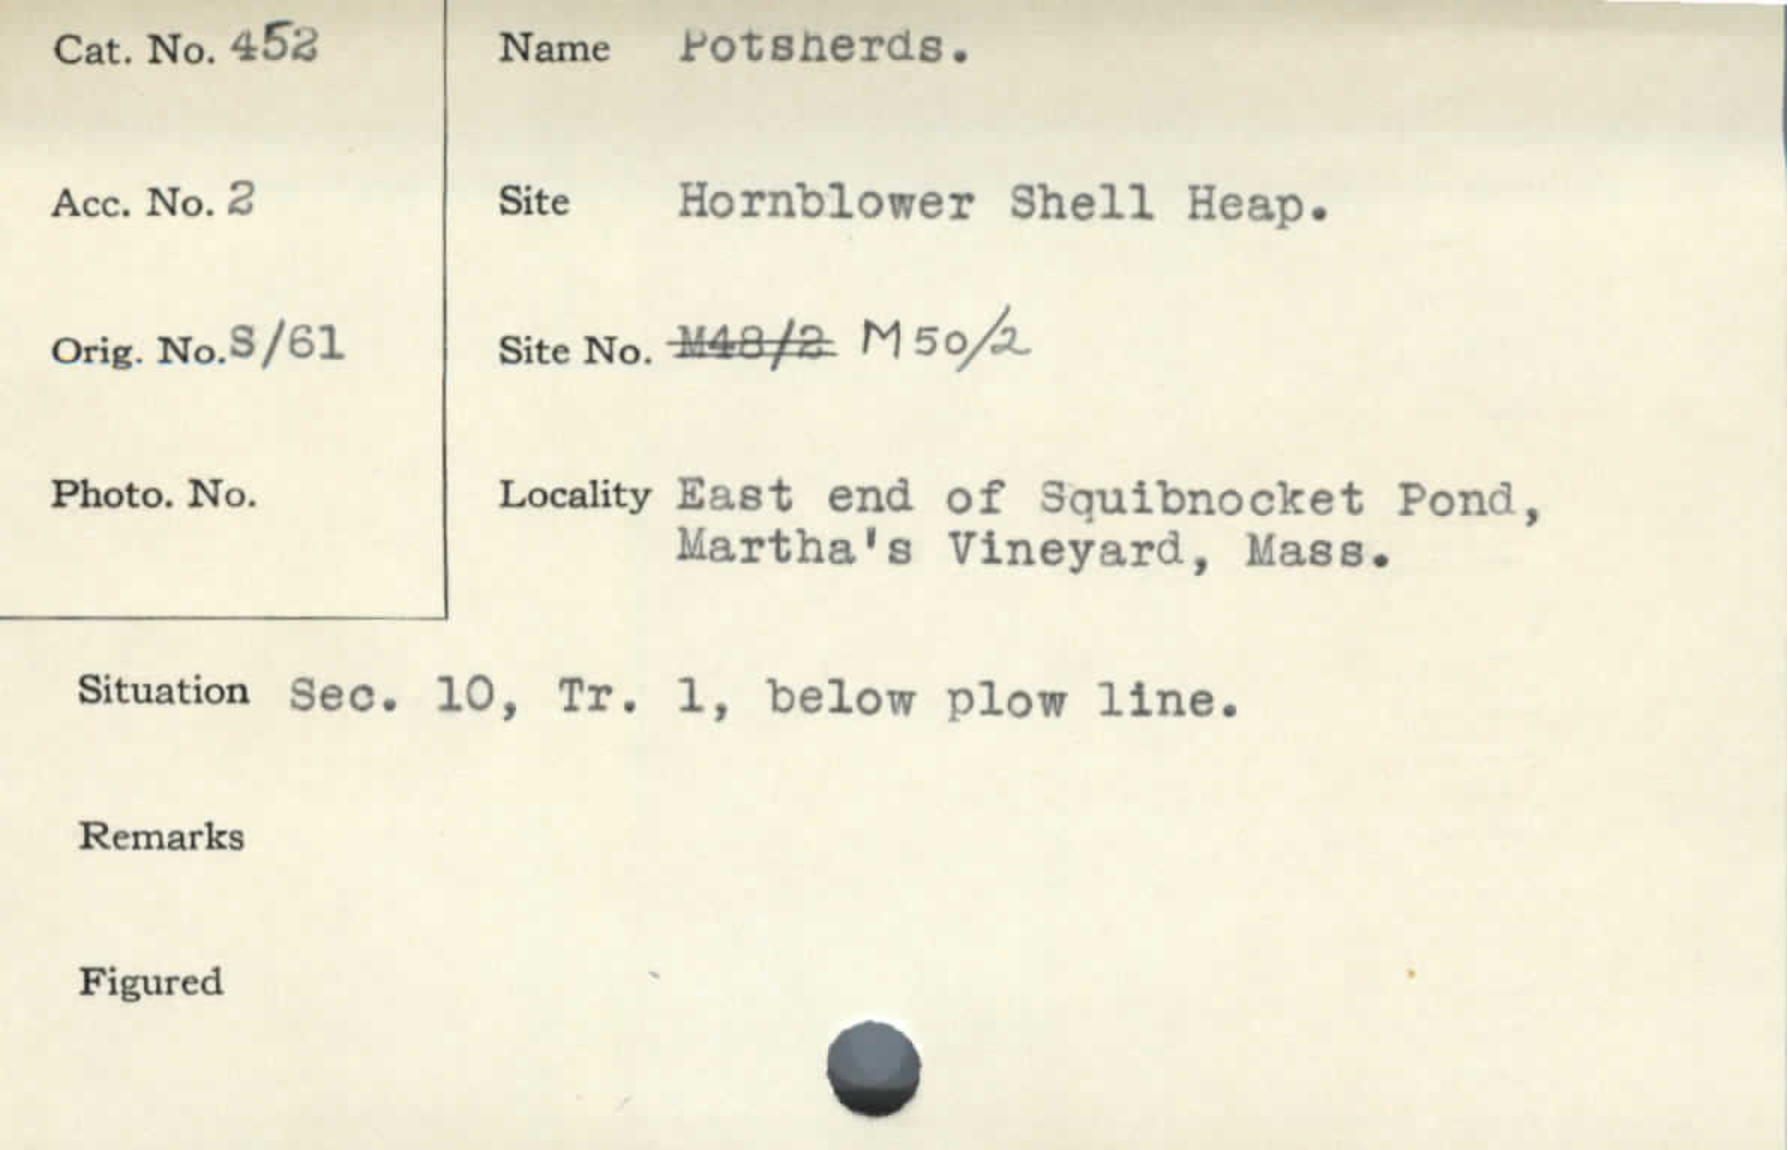 Cat. No. 452
Name Potsherds.
Acc. No. 2
Site Hornblower Shell Heap.
Orig. No. S/61
Site No. M48/2 M50/2
Photo. No.
Locality East end of Squibnocket Pond,
Martha's Vineyard, Mass.
Situation Sec. 10, Tr. 1, below plow line.
Remarks
Figured